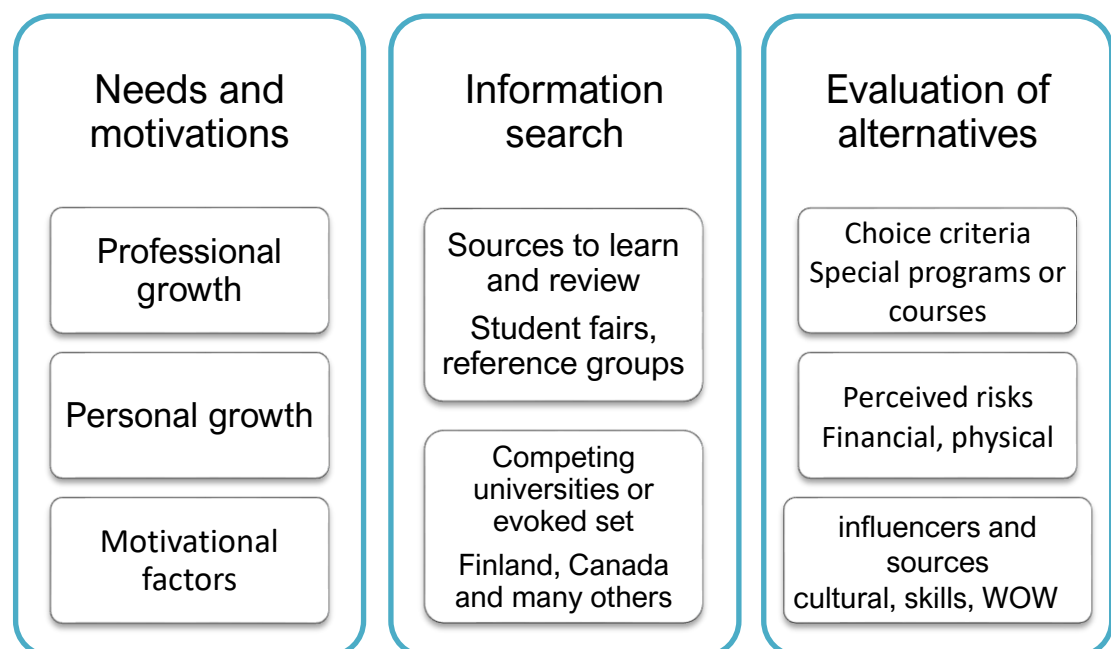 Needs and
motivations
Professional
growth
Personal growth
Motivational
factors
Information
search
Sources to learn
and review
Student fairs,
reference groups
Competing
universities or
evoked set
Finland, Canada
and many others
Evaluation of
alternatives
Choice criteria
Special programs or
courses
Perceived risks
Financial, physical
influencers and
sources
cultural, skills, WOW